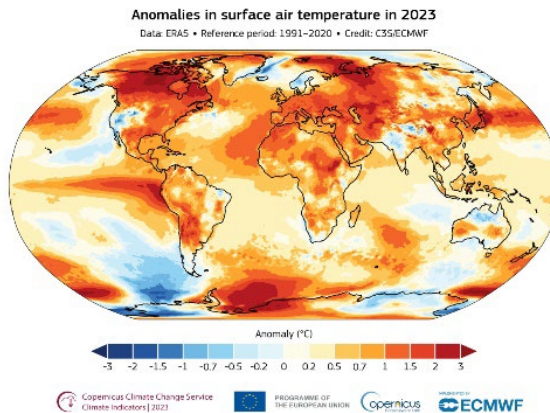 Anomalies in surface air temperature in 2023
Data: ERA5 • Reference period: 1991–2020 • Credit: C3S/ECMWF
Anomaly (°C)
-3 -2 -1.5 -1 -0.7 -0.5 -0.2 0 0.2 0.5 0.7 1 1.5 2 3
Copernicus Climate Change Service
Climate Indicators | 2023
PROGRAMME OF
THE EUROPEAN UNION
Copernicus
IMPLEMENTED BY
ECMWF